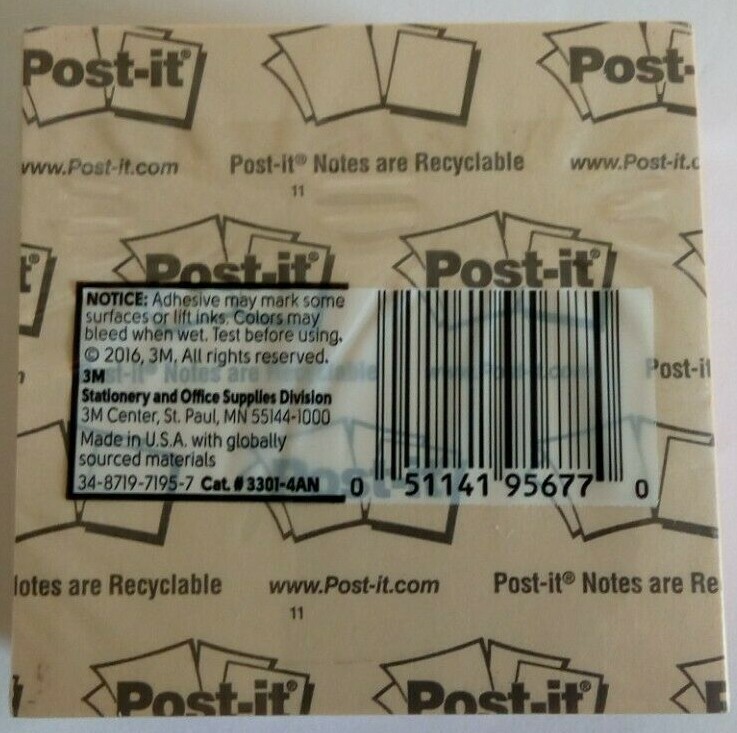 Post-it®
Post-
www.Post-it.com
Post-it® Notes are Recyclable
www.Post-it.c
11
t®
Post-it®
Post-it®
NOTICE: Adhesive may mark some
surfaces or lift inks. Colors may
bleed when wet. Test before using.
© 2016, 3M. All rights reserved.
3M
Stationery and Office Supplies Division
3M Center, St. Paul, MN 55144-1000
Made in U.S.A. with globally
sourced materials
34-8719-7195-7 Cat. # 3301-4AN
0 51141 95677 0
Post-it
lotes are Recyclable
www.Post-it.com
Post-it® Notes are Re
11
Post-it®
Post-it®